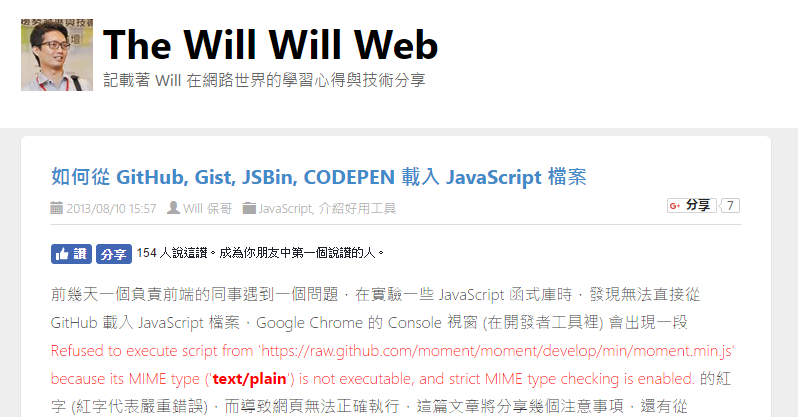 The Will Will Web
記載著 Will 在網路世界的學習心得與技術分享
如何從 GitHub, Gist, JSBin, CODEPEN 載入 JavaScript 檔案
2013/08/10 15:57 Will 保哥 JavaScript, 介紹好用工具
分享 7
讚 分享 154 人說這讚。成為你朋友中第一個說讚的人。
前幾天一個負責前端的同事遇到一個問題，在實驗一些 JavaScript 函式庫時，發現無法直接從
GitHub 載入 JavaScript 檔案，Google Chrome 的 Console 視窗 (在開發者工具裡) 會出現一段
Refused to execute script from 'https://raw.github.com/moment/moment/develop/min/moment.min.js'
because its MIME type ('text/plain') is not executable, and strict MIME type checking is enabled. 的紅
字 (紅字代表嚴重錯誤)，而導致網頁無法正確執行，這篇文章將分享幾個注意事項，還有從